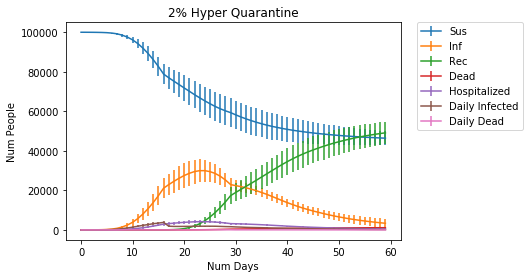 2% Hyper Quarantine
100000
80000
60000
40000
20000
0
Num People
0 10 20 30 40 50 60
Num Days
Sus
Inf
Rec
Dead
Hospitalized
Daily Infected
Daily Dead